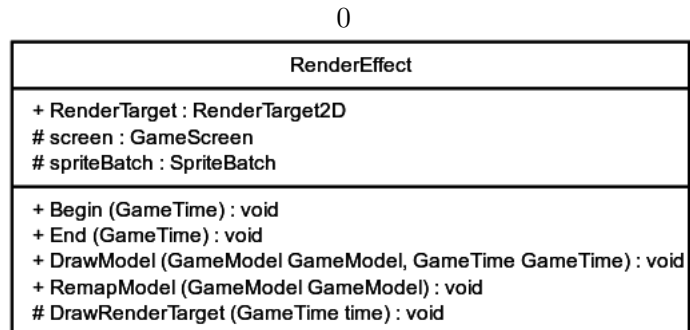 0
RenderEffect
+ RenderTarget : RenderTarget2D
# screen : GameScreen
# spriteBatch : SpriteBatch
+ Begin (GameTime) : void
+ End (GameTime) : void
+ DrawModel (GameModel GameModel, GameTime GameTime) : void
+ RemapModel (GameModel GameModel) : void
# DrawRenderTarget (GameTime time) : void